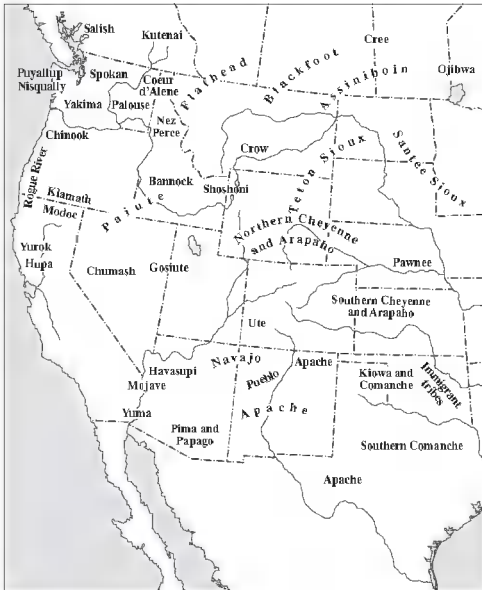 Salish
Kutenai
Cree
Puyallup
Nisqually
Spokan
Coeur
d'Alene
Flathead
Blackfoot
Assiniboin
Ojibwa
Yakima
Palouse
Nez
Perce
Chinook
Crow
Teton Sioux
Santee Sioux
Rogue River
Bannock
Shoshoni
Klamath
Modoc
Paiute
Northern Cheyenne
and Arapaho
Yurok
Hupa
Chumash
Gosiute
Pawnee
Southern Cheyenne
and Arapaho
Ute
Havasupi
Mojave
Navajo
Pueblo
Apache
Kiowa and
Comanche
Immigrant
tribes
Yuma
Apache
Pima and
Papago
Southern Comanche
Apache